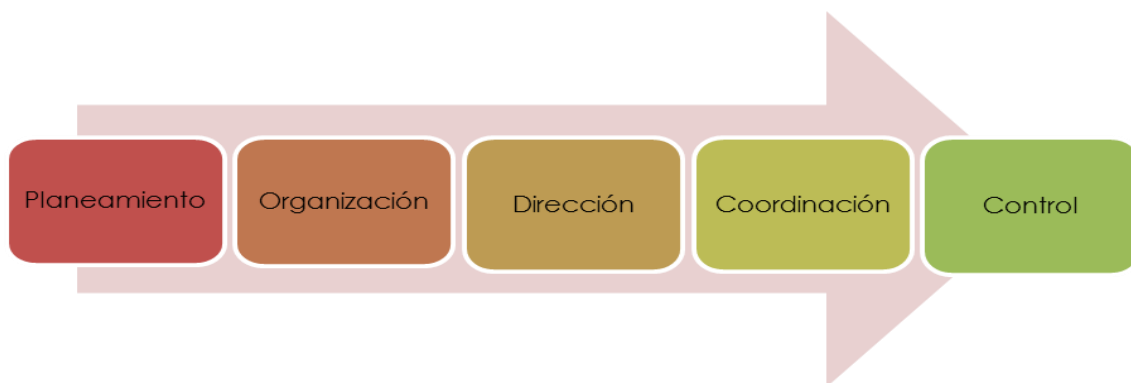 Planeamiento
Organización
Dirección
Coordinación
Control